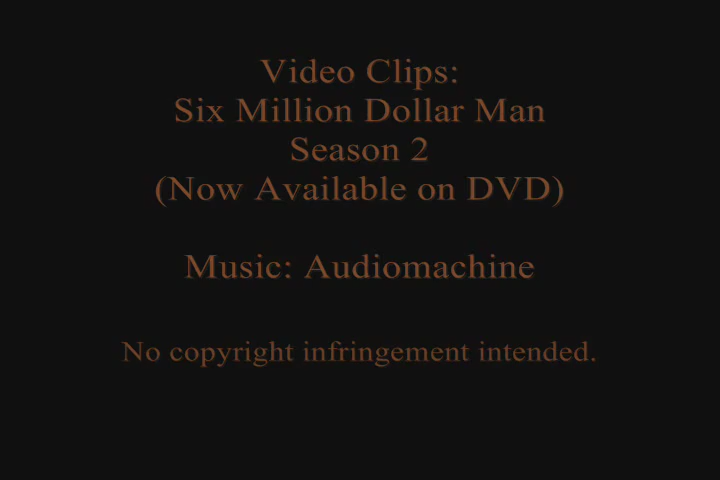 Video Clips:
Six Million Dollar Man
Season 2
(Now Available on DVD)
Music: Audiomachine
No copyright infringement intended.